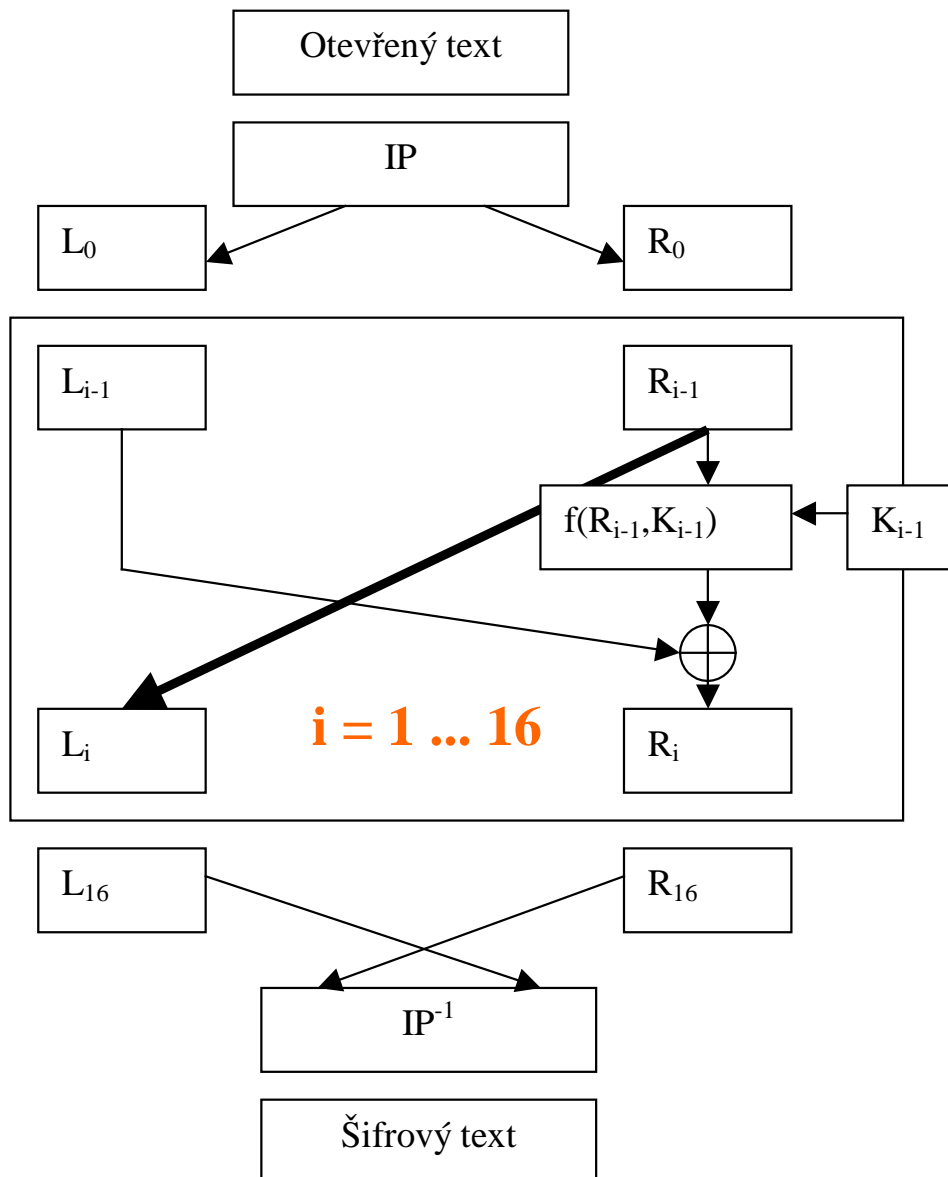 Otevřený text
IP
L₀ R₀
Lᵢ₋₁ Rᵢ₋₁
f(Rᵢ₋₁,Kᵢ₋₁) Kᵢ₋₁
i = 1 ... 16
Lᵢ Rᵢ
L₁₆ R₁₆
IP⁻¹
Šifrový text